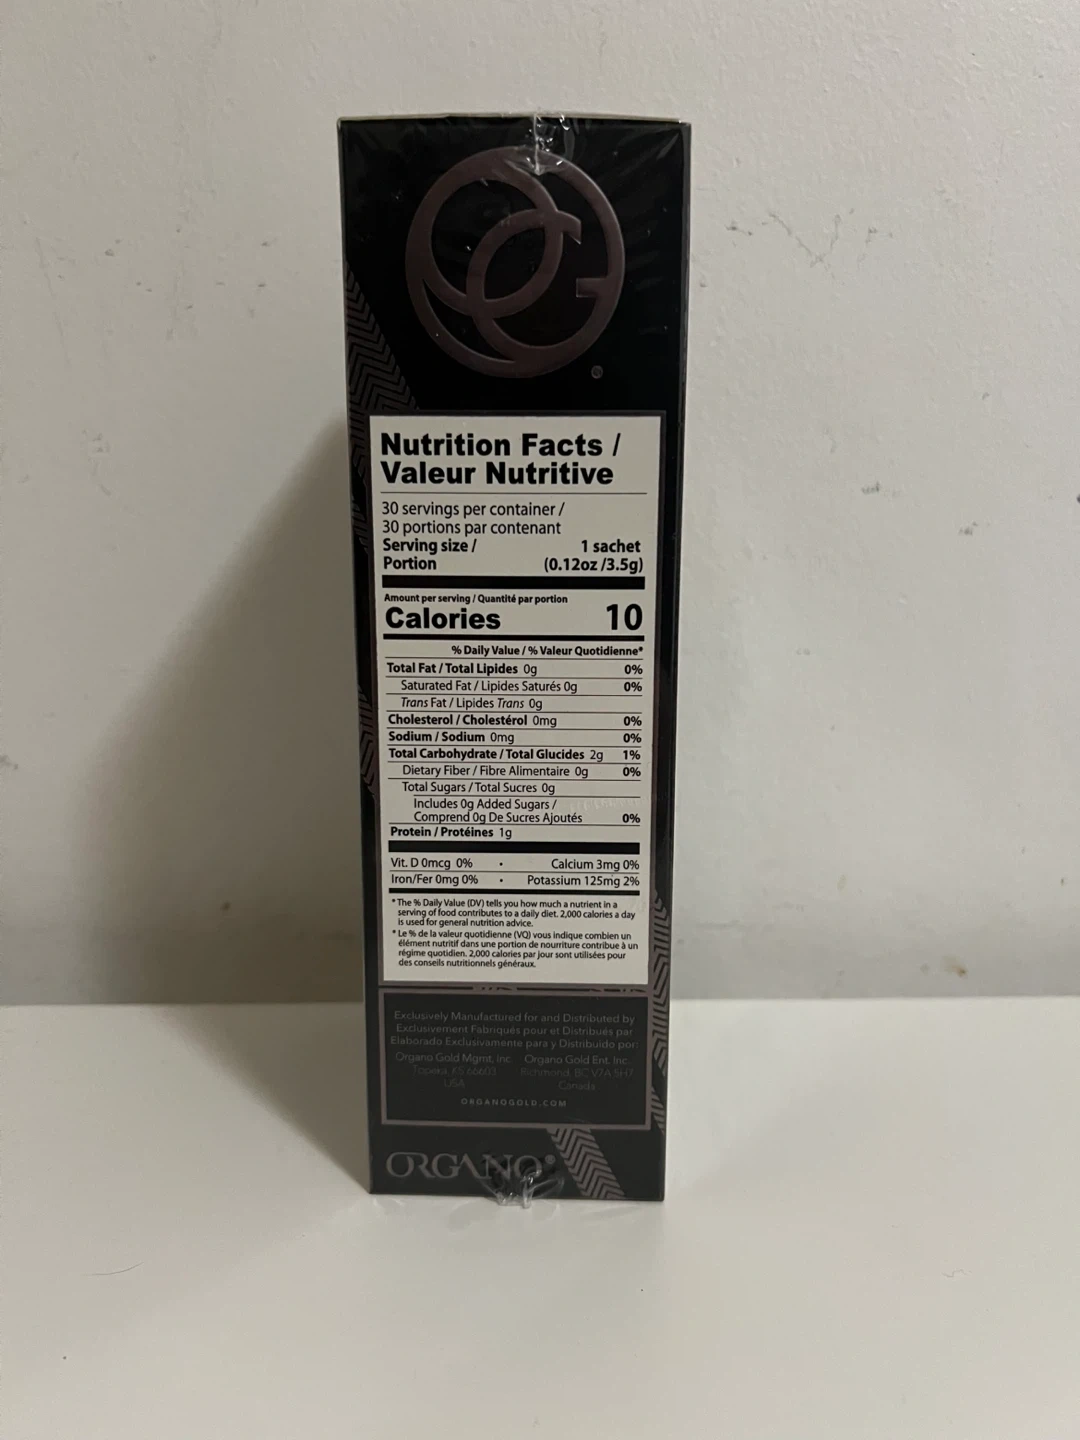 Nutrition Facts /
Valeur Nutritive
30 servings per container /
30 portions par contenant
Serving size / 1 sachet
Portion (0.12oz /3.5g)
Amount per serving / Quantité par portion
Calories 10
% Daily Value / % Valeur Quotidienne*
Total Fat / Total Lipides 0g 0%
Saturated Fat / Lipides Saturés 0g 0%
Trans Fat / Lipides Trans 0g
Cholesterol / Cholestérol 0mg 0%
Sodium / Sodium 0mg 0%
Total Carbohydrate / Total Glucides 2g 1%
Dietary Fiber / Fibre Alimentaire 0g 0%
Total Sugars / Total Sucres 0g
Includes 0g Added Sugars /
Comprend 0g De Sucres Ajoutés 0%
Protein / Protéines 1g
Vit. D 0mcg 0% • Calcium 3mg 0%
Iron/Fer 0mg 0% • Potassium 125mg 2%
* The % Daily Value (DV) tells you how much a nutrient in a
serving of food contributes to a daily diet. 2,000 calories a day
is used for general nutrition advice.
* Le % de la valeur quotidienne (VQ) vous indique combien un
élément nutritif dans une portion de nourriture contribue à un
régime quotidien. 2,000 calories par jour sont utilisées pour
des conseils nutritionnels généraux.
Exclusively Manufactured for and Distributed by
Exclusivement Fabriqués pour et Distribués par
Elaborado Exclusivamente para y Distribuido por:
Organo Gold Mgmt, Inc. Organo Gold Ent. Inc.
Topeka, KS 66603 Richmond, BC V7A 5H7
USA Canada
ORGANOGOLD.COM
ORGANO®